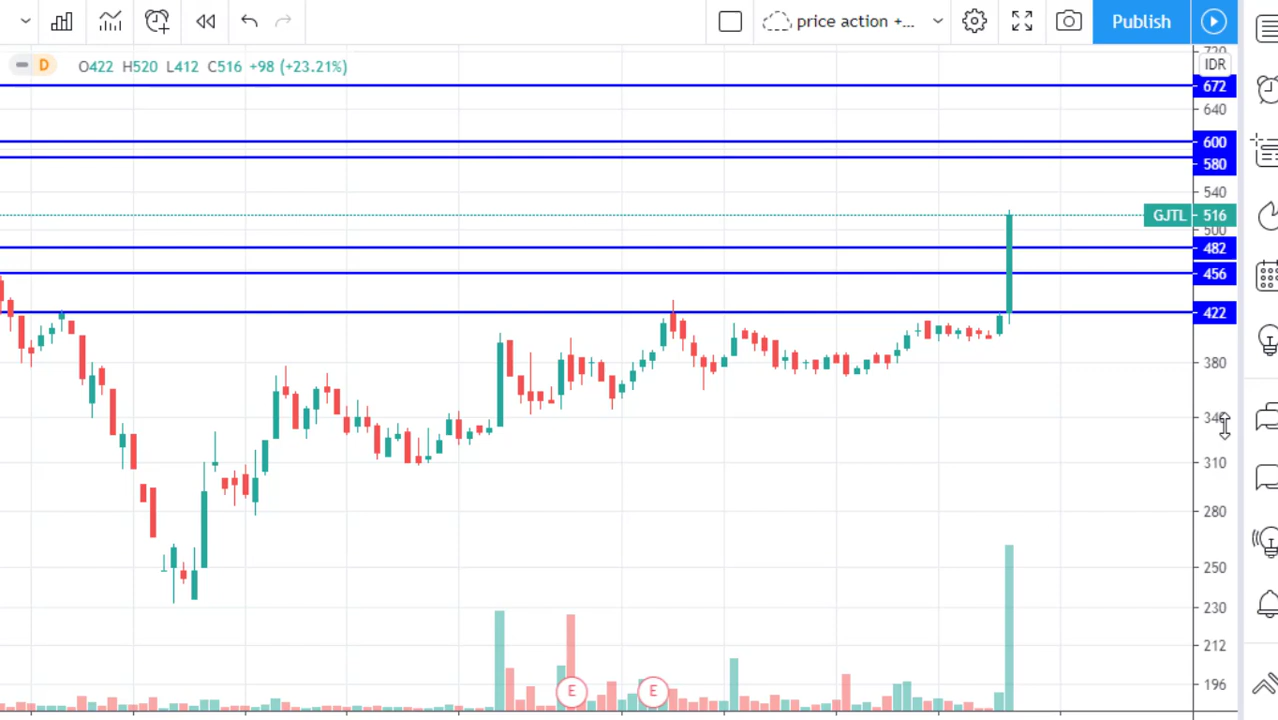 price action +...
Publish
D O422 H520 L412 C516 +98 (+23.21%)
IDR
672
640
600
580
540
GJTL 516
500
482
456
422
380
310
280
250
230
212
196
E E